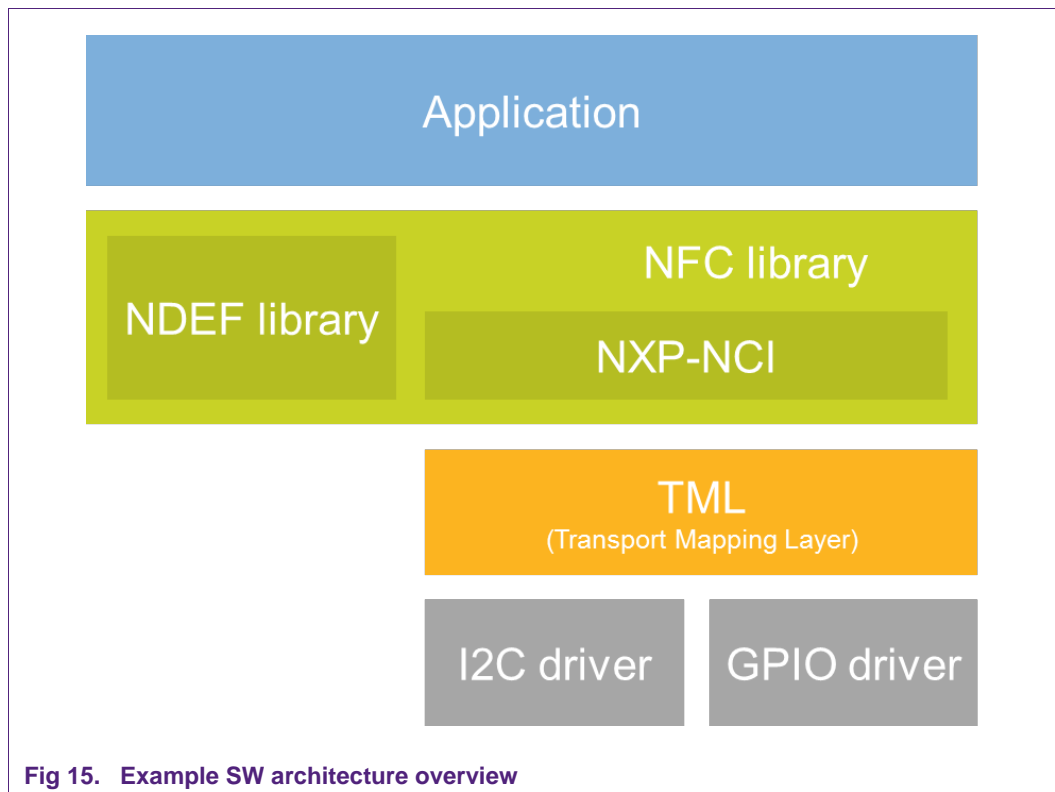 Application
NFC library
NDEF library
NXP-NCI
TML
(Transport Mapping Layer)
I2C driver
GPIO driver
Fig 15. Example SW architecture overview